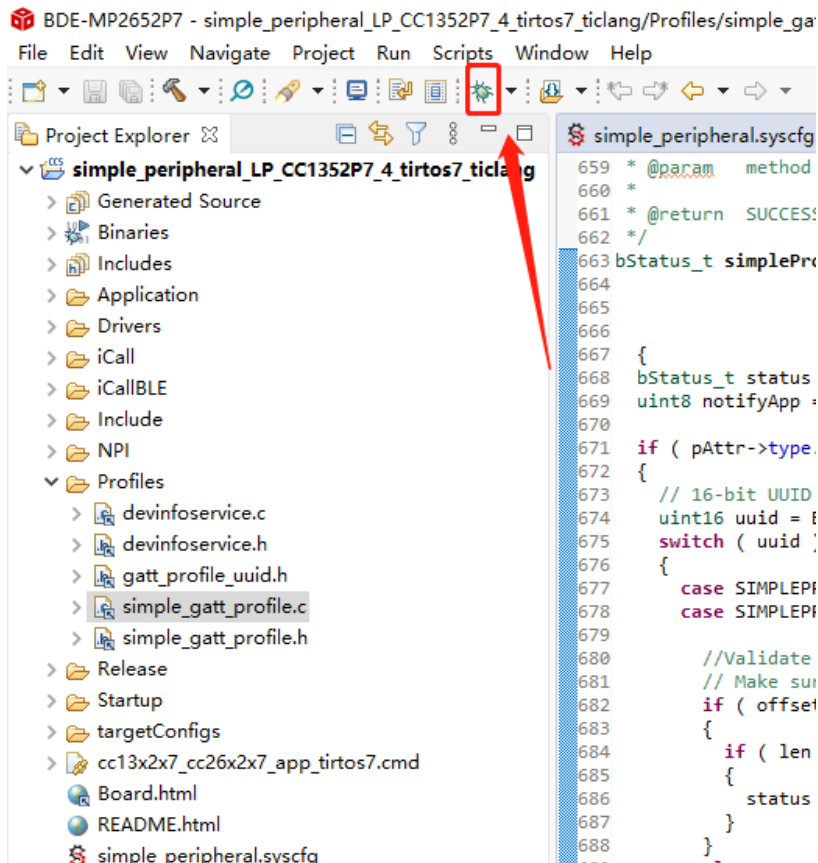 BDE-MP2652P7 - simple_peripheral_LP_CC1352P7_4_tirtos7_ticlang/Profiles/simple_ga
File Edit View Navigate Project Run Scripts Window Help
Project Explorer
simple_peripheral_LP_CC1352P7_4_tirtos7_ticlang
Generated Source
Binaries
Includes
Application
Drivers
iCall
iCallBLE
Include
NPI
Profiles
devinfoservice.c
devinfoservice.h
gatt_profile_uuid.h
simple_gatt_profile.c
simple_gatt_profile.h
Release
Startup
targetConfigs
cc13x2x7_cc26x2x7_app_tirtos7.cmd
Board.html
README.html
simple_peripheral.syscfg
simple_peripheral.syscfg
659 * @param method
660 *
661 * @return SUCCESS
662 */
663 bStatus_t simplePro
664
665
666
667 {
668 bStatus_t status
669 uint8 notifyApp =
670
671 if ( pAttr->type.
672 {
673 // 16-bit UUID
674 uint16 uuid = B
675 switch ( uuid )
676 {
677 case SIMPLEPR
678 case SIMPLEPR
679
680 //Validate
681 // Make sur
682 if ( offset
683 {
684 if ( len
685 {
686 status
687 }
688 }